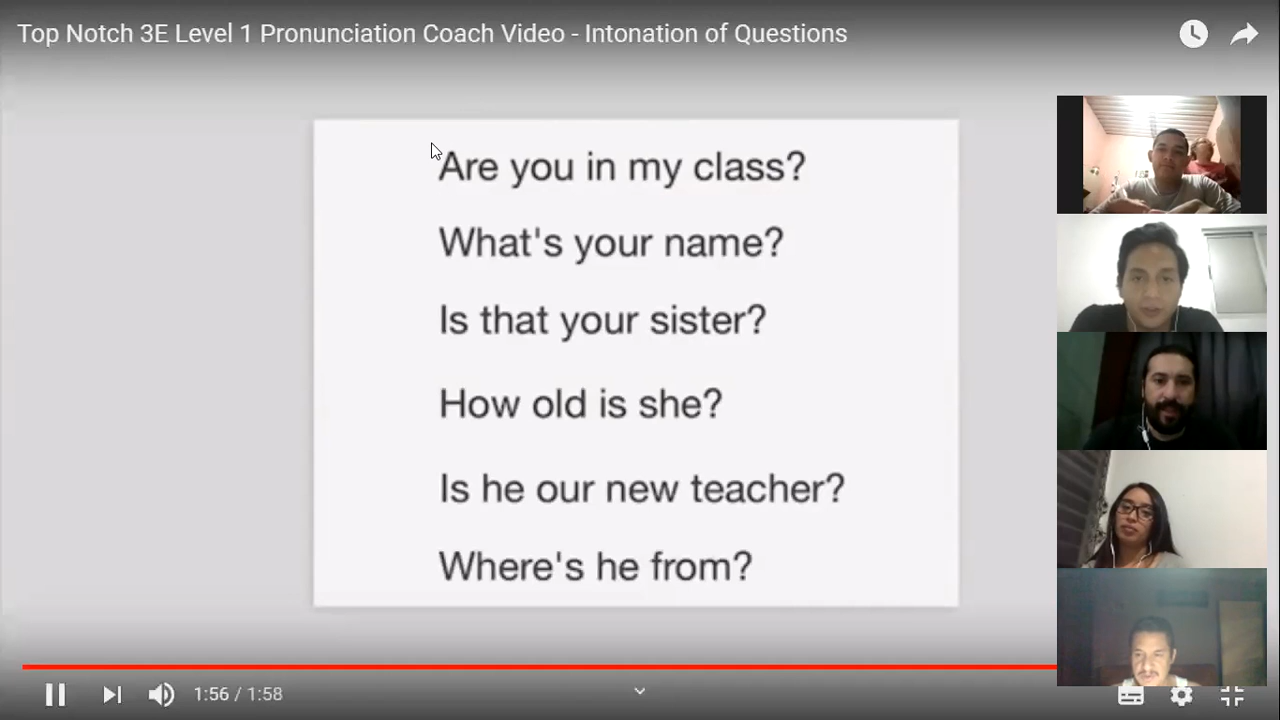 Top Notch 3E Level 1 Pronunciation Coach Video - Intonation of Questions
Are you in my class?
What's your name?
Is that your sister?
How old is she?
Is he our new teacher?
Where's he from?
1:56 / 1:58